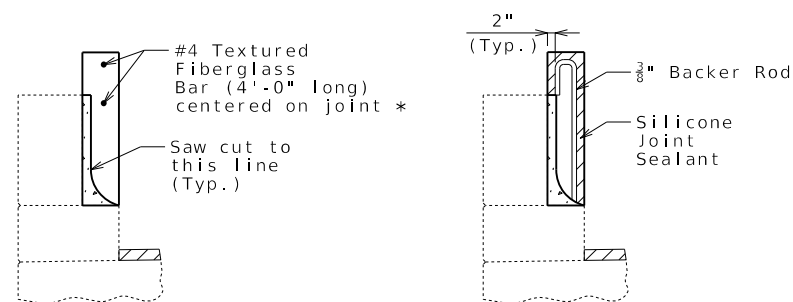 #4 Textured
Fiberglass
Bar (4'-0" long)
centered on joint *
Saw cut to
this line
(Typ.)
2"
(Typ.)
3/8" Backer Rod
Silicone
Joint
Sealant